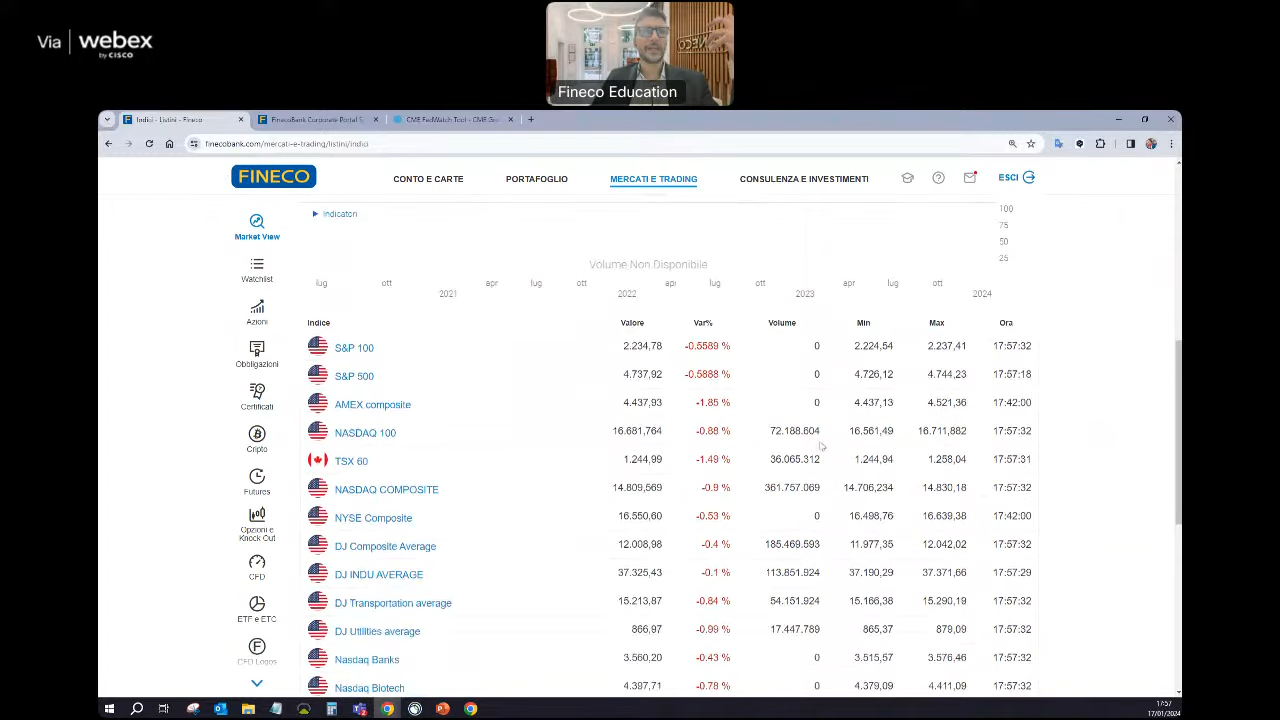 Via | webex
by CISCO
FINECO
Fineco Education
Indici - Listini - Fineco
FinecoBank Corporate Portal S
CME FedWatch Tool - CME Gro
finecobank.com/mercati-e-trading/listini/indici
FINECO CONTO E CARTE PORTAFOGLIO MERCATI E TRADING CONSULENZA E INVESTIMENTI ESCI
Market View
Watchlist
Azioni
Obbligazioni
Certificati
Cripto
Futures
Opzioni e
Knock Out
CFD
ETF e ETC
CFD Logos
Indicatori
100
75
50
25
Volume Non Disponibile
lug ott apr lug ott apr lug ott apr lug ott
2021 2022 2023 2024
Indice Valore Var% Volume Min Max Ora
S&P 100 2.234,78 -0.5589 % 0 2.224,54 2.237,41 17:57:32
S&P 500 4.737,92 -0.5888 % 0 4.726,12 4.744,23 17:57:18
AMEX composite 4.437,93 -1.85 % 0 4.437,13 4.521,36 17:42:00
NASDAQ 100 16.681,764 -0.88 % 72.188.604 16.561,49 16.711,882 17:57:32
TSX 60 1.244,99 -1.49 % 36.065.312 1.244,94 1.258,04 17:57:31
NASDAQ COMPOSITE 14.809,569 -0.9 % 361.757.069 14.706,234 14.830,18 17:57:32
NYSE Composite 16.550,60 -0.53 % 0 16.498,76 16.639,38 17:42:00
DJ Composite Average 12.008,98 -0.4 % 185.469.593 11.977,35 12.042,02 17:57:32
DJ INDU AVERAGE 37.325,43 -0.1 % 113.851.924 37.190,29 37.371,66 17:57:29
DJ Transportation average 15.213,87 -0.84 % 54.151.924 15.166,38 15.290,19 17:57:32
DJ Utilities average 866,97 -0.99 % 17.447.789 865,37 879,09 17:57:32
Nasdaq Banks 3.560,20 -0.43 % 0 3.515,57 3.576,46 17:57:32
Nasdaq Biotech 4.397,71 -0.78 % 0 4.379,09 4.411,09 17:57:32
17:57
17/01/2024